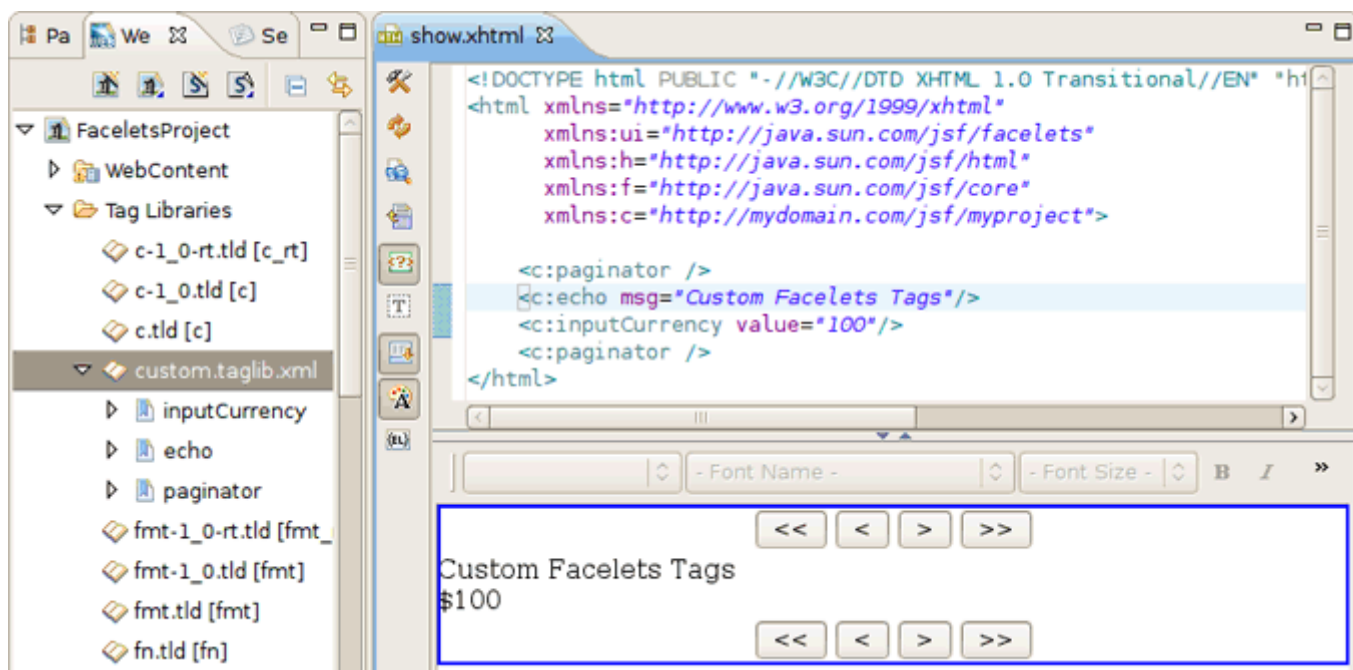 Pa We Se
FaceletsProject
WebContent
Tag Libraries
c-1_0-rt.tld [c_rt]
c-1_0.tld [c]
c.tld [c]
custom.taglib.xml
inputCurrency
echo
paginator
fmt-1_0-rt.tld [fmt_
fmt-1_0.tld [fmt]
fmt.tld [fmt]
fn.tld [fn]
show.xhtml
<!DOCTYPE html PUBLIC "-//W3C//DTD XHTML 1.0 Transitional//EN" "ht
<html xmlns="http://www.w3.org/1999/xhtml"
xmlns:ui="http://java.sun.com/jsf/facelets"
xmlns:h="http://java.sun.com/jsf/html"
xmlns:f="http://java.sun.com/jsf/core"
xmlns:c="http://mydomain.com/jsf/myproject">
<c:paginator />
<c:echo msg="Custom Facelets Tags"/>
<c:inputCurrency value="100"/>
<c:paginator />
</html>
- Font Name - - Font Size - B I »
<< < > >>
Custom Facelets Tags
$100
<< < > >>